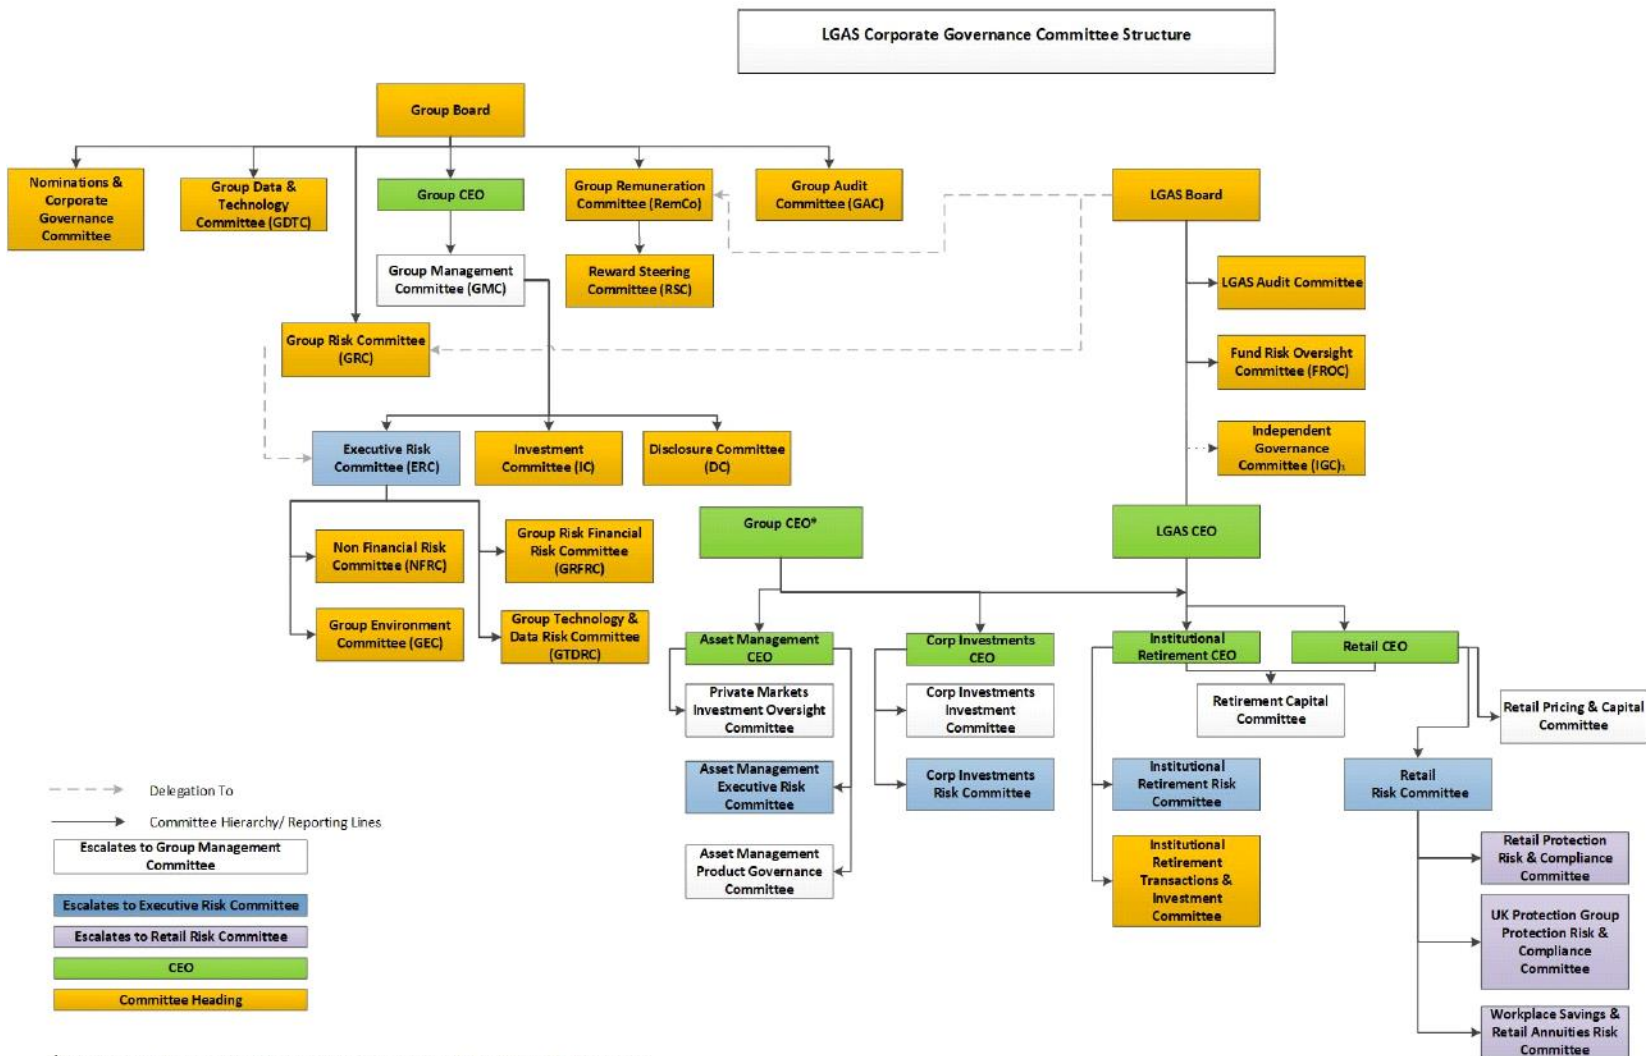 LGAS Corporate Governance Committee Structure
Group Board
Nominations &
Corporate
Governance
Committee
Group Data &
Technology
Committee (GDTC)
Group CEO
Group Remuneration
Committee (RemCo)
Group Audit
Committee (GAC)
LGAS Board
Group Management
Committee (GMC)
Reward Steering
Committee (RSC)
LGAS Audit Committee
Group Risk Committee
(GRC)
Fund Risk Oversight
Committee (FROC)
Executive Risk
Committee (ERC)
Investment
Committee (IC)
Disclosure Committee
(DC)
Independent
Governance
Committee (IGC)₁
Group CEO*
LGAS CEO
Non Financial Risk
Committee (NFRC)
Group Risk Financial
Risk Committee
(GRFRC)
Group Environment
Committee (GEC)
Group Technology &
Data Risk Committee
(GTDRC)
Asset Management
CEO
Corp Investments
CEO
Institutional
Retirement CEO
Retail CEO
Private Markets
Investment Oversight
Committee
Corp Investments
Investment
Committee
Retirement Capital
Committee
Retail Pricing & Capital
Committee
Asset Management
Executive Risk
Committee
Corp Investments
Risk Committee
Institutional
Retirement Risk
Committee
Retail
Risk Committee
Asset Management
Product Governance
Committee
Institutional
Retirement
Transactions &
Investment
Committee
Retail Protection
Risk & Compliance
Committee
UK Protection Group
Protection Risk &
Compliance
Committee
Workplace Savings &
Retail Annuities Risk
Committee
Delegation To
Committee Hierarchy/ Reporting Lines
Escalates to Group Management
Committee
Escalates to Executive Risk Committee
Escalates to Retail Risk Committee
CEO
Committee Heading